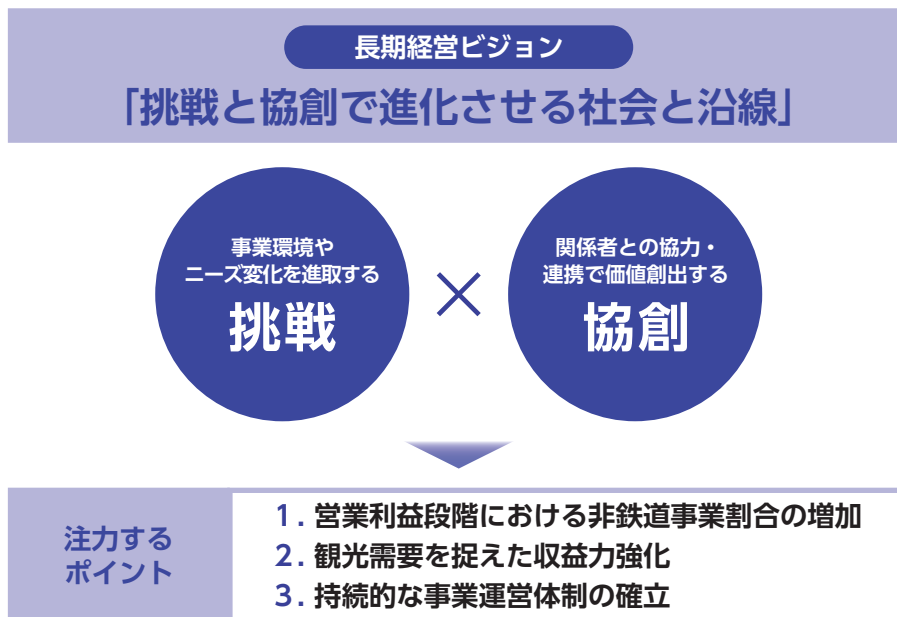 長期経営ビジョン
「挑戦と協創で進化させる社会と沿線」
事業環境や
ニーズ変化を進取する
挑戦
×
関係者との協力・
連携で価値創出する
協創
注力する
ポイント
1. 営業利益段階における非鉄道事業割合の増加
2. 観光需要を捉えた収益力強化
3. 持続的な事業運営体制の確立